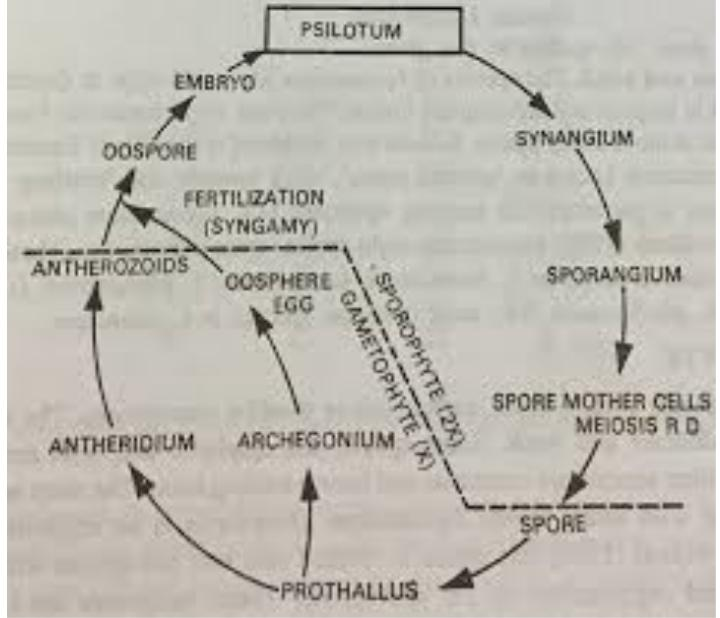 PSILOTUM
EMBRYO
SYNANGIUM
OOSPORE
FERTILIZATION
(SYNGAMY)
ANTHEROZOIDS
OOSPHERE
EGG
SPORANGIUM
SPOROPHYTE (2X)
GAMETOPHYTE (X)
SPORE MOTHER CELLS
MEIOSIS R D
ANTHERIDIUM
ARCHEGONIUM
SPORE
PROTHALLUS